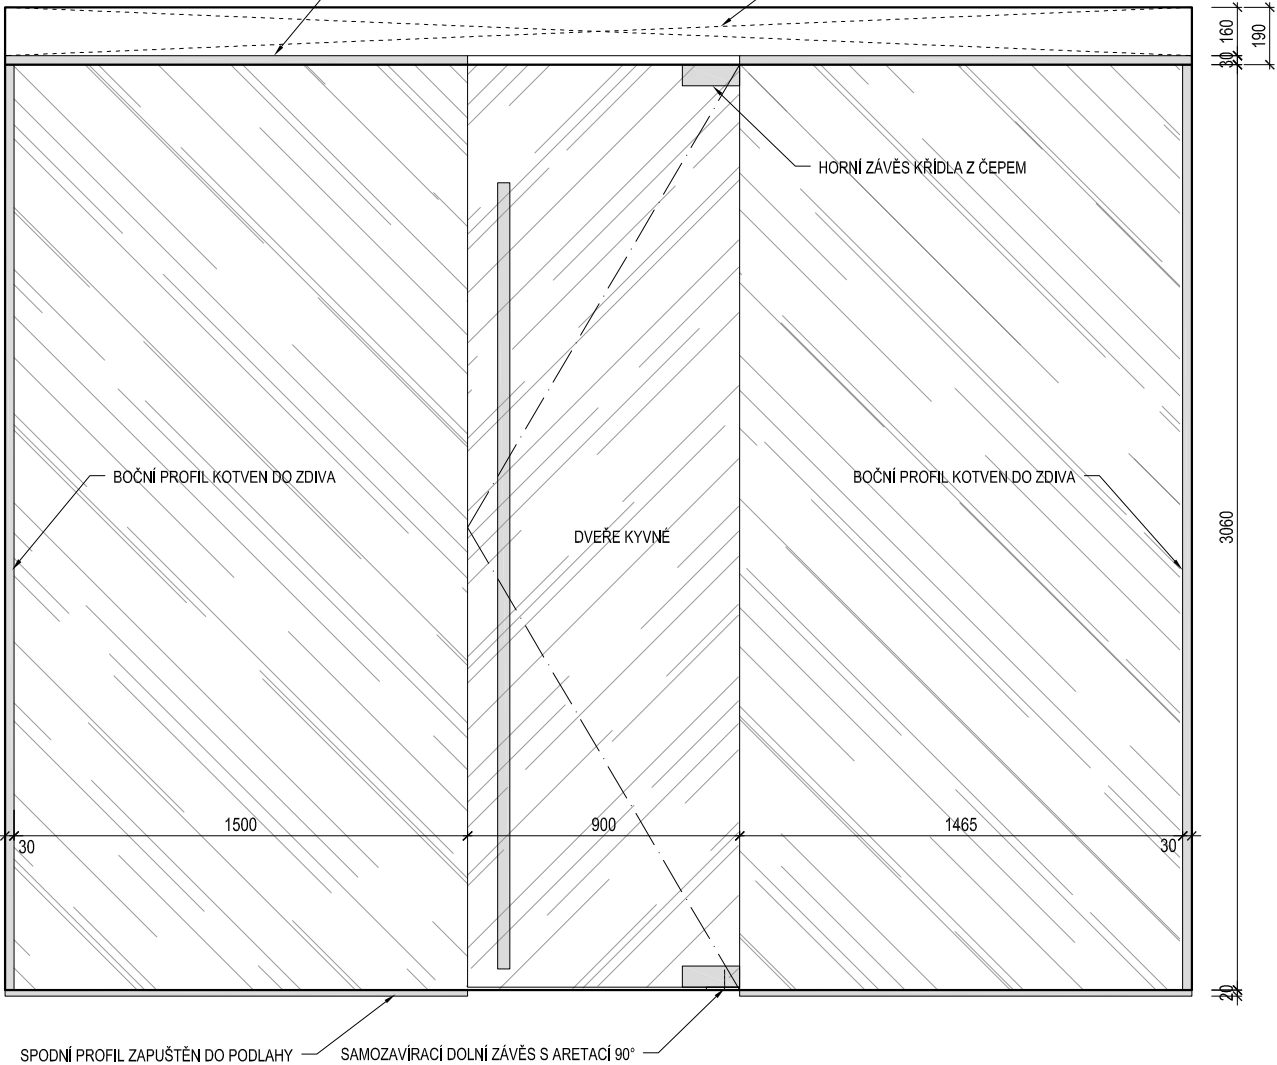 160
190
30
HORNÍ ZÁVĚS KŘÍDLA Z ČEPEM
BOČNÍ PROFIL KOTVEN DO ZDIVA
BOČNÍ PROFIL KOTVEN DO ZDIVA
DVEŘE KYVNÉ
3060
1500
900
1465
30
30
20
SPODNÍ PROFIL ZAPUŠTĚN DO PODLAHY
SAMOZAVÍRACÍ DOLNÍ ZÁVĚS S ARETACÍ 90°